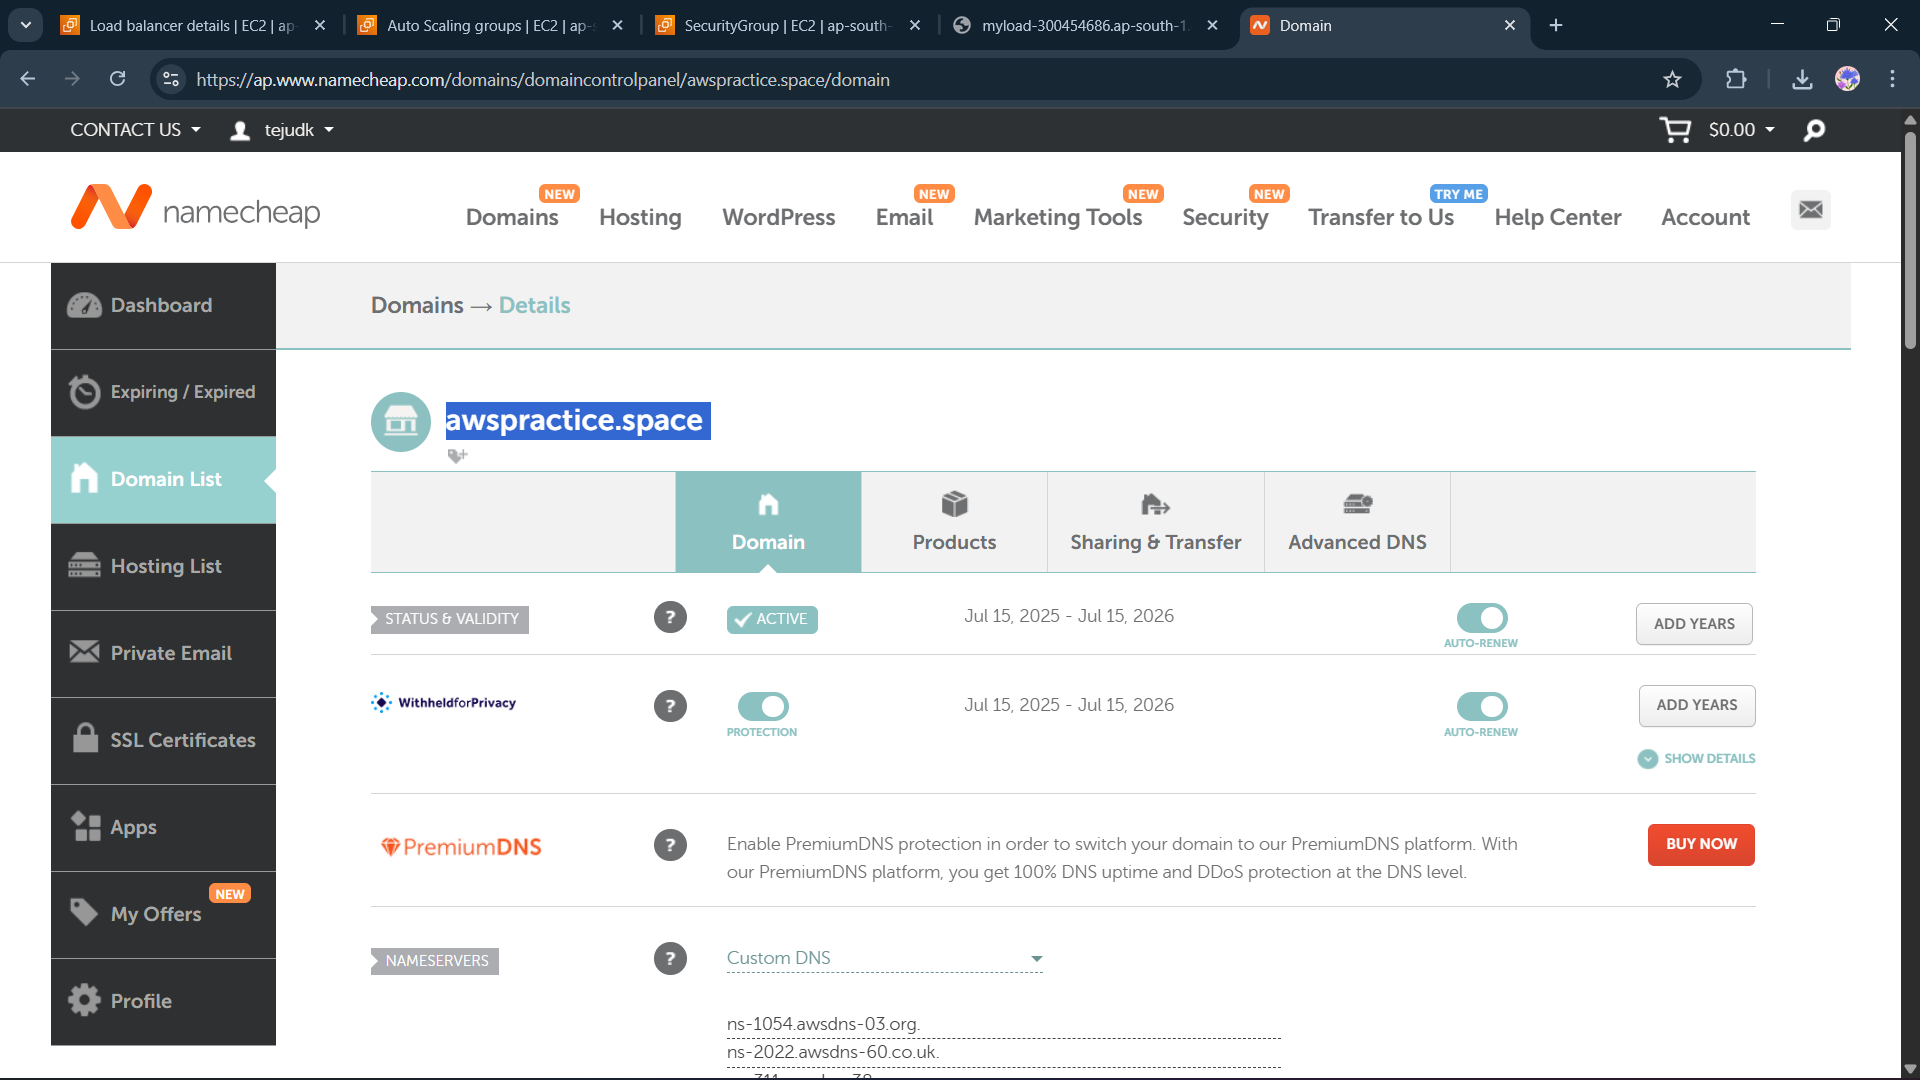 Load balancer details | EC2 | ap-
Auto Scaling groups | EC2 | ap-s
SecurityGroup | EC2 | ap-south-
myload-300454686.ap-south-1.
Domain
https://ap.www.namecheap.com/domains/domaincontrolpanel/awspractice.space/domain
CONTACT US
tejudk
$0.00
namecheap
Domains NEW
Hosting
WordPress
Email NEW
Marketing Tools NEW
Security NEW
Transfer to Us TRY ME
Help Center
Account
Dashboard
Expiring / Expired
Domain List
Hosting List
Private Email
SSL Certificates
Apps
My Offers NEW
Profile
Domains → Details
awspractice.space
Domain
Products
Sharing & Transfer
Advanced DNS
STATUS & VALIDITY
?
ACTIVE
Jul 15, 2025 - Jul 15, 2026
AUTO-RENEW
ADD YEARS
WithheldforPrivacy
?
PROTECTION
Jul 15, 2025 - Jul 15, 2026
AUTO-RENEW
ADD YEARS
SHOW DETAILS
PremiumDNS
?
Enable PremiumDNS protection in order to switch your domain to our PremiumDNS platform. With
our PremiumDNS platform, you get 100% DNS uptime and DDoS protection at the DNS level.
BUY NOW
NAMESERVERS
?
Custom DNS
ns-1054.awsdns-03.org.
ns-2022.awsdns-60.co.uk.